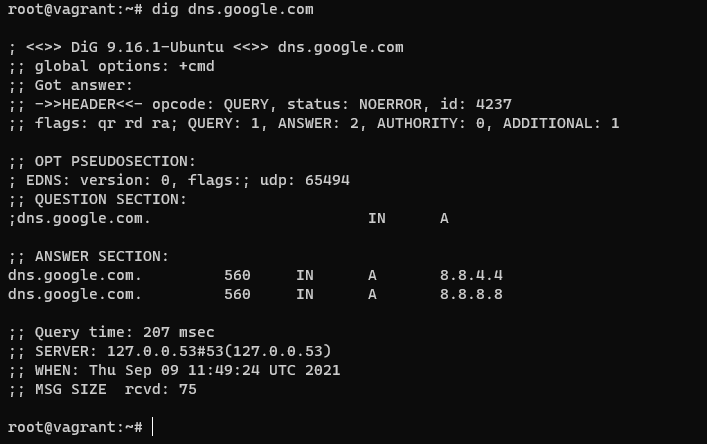 root@vagrant:~# dig dns.google.com
; <<>> DiG 9.16.1-Ubuntu <<>> dns.google.com
;; global options: +cmd
;; Got answer:
;; ->>HEADER<<- opcode: QUERY, status: NOERROR, id: 4237
;; flags: qr rd ra; QUERY: 1, ANSWER: 2, AUTHORITY: 0, ADDITIONAL: 1
;; OPT PSEUDOSECTION:
; EDNS: version: 0, flags:; udp: 65494
;; QUESTION SECTION:
;dns.google.com. IN A
;; ANSWER SECTION:
dns.google.com. 560 IN A 8.8.4.4
dns.google.com. 560 IN A 8.8.8.8
;; Query time: 207 msec
;; SERVER: 127.0.0.53#53(127.0.0.53)
;; WHEN: Thu Sep 09 11:49:24 UTC 2021
;; MSG SIZE  rcvd: 75
root@vagrant:~#